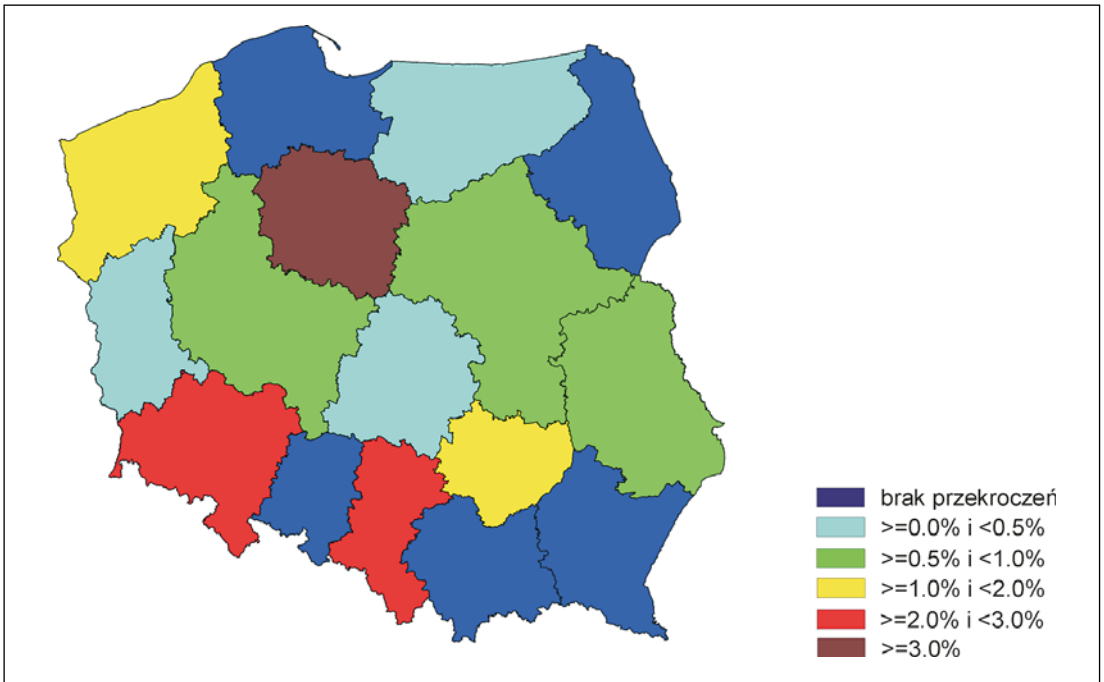 brak przekroczeń
>=0.0% i <0.5%
>=0.5% i <1.0%
>=1.0% i <2.0%
>=2.0% i <3.0%
>=3.0%